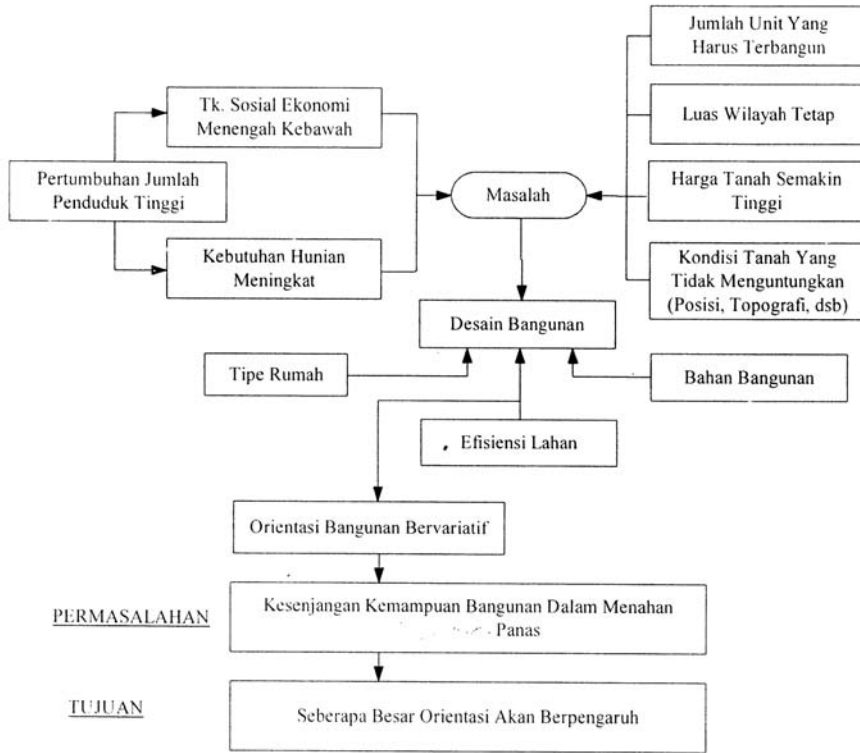 Jumlah Unit Yang
Harus Terbangun
Tk. Sosial Ekonomi
Menengah Kebawah
Luas Wilayah Tetap
Pertumbuhan Jumlah
Penduduk Tinggi
Masalah
Harga Tanah Semakin
Tinggi
Kebutuhan Hunian
Meningkat
Kondisi Tanah Yang
Tidak Menguntungkan
(Posisi, Topografi, dsb)
Desain Bangunan
Tipe Rumah
Bahan Bangunan
Efisiensi Lahan
Orientasi Bangunan Bervariatif
PERMASALAHAN
Kesenjangan Kemampuan Bangunan Dalam Menahan
Panas
TUJUAN
Seberapa Besar Orientasi Akan Berpengaruh